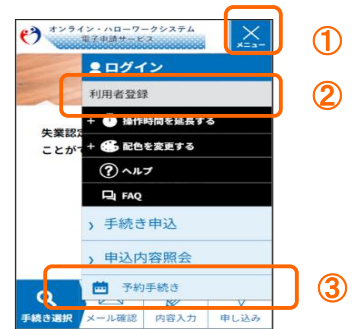 オンライン・ハローワークシステム
電子申請サービス
メニュー
①
ログイン
利用者登録
②
+ 操作時間を延長する
失業認定
+ 配色を変更する
ことが
? ヘルプ
FAQ
› 手続き申込
› 申込内容照会
予約手続き
③
手続き選択
メール確認
内容入力
申し込み